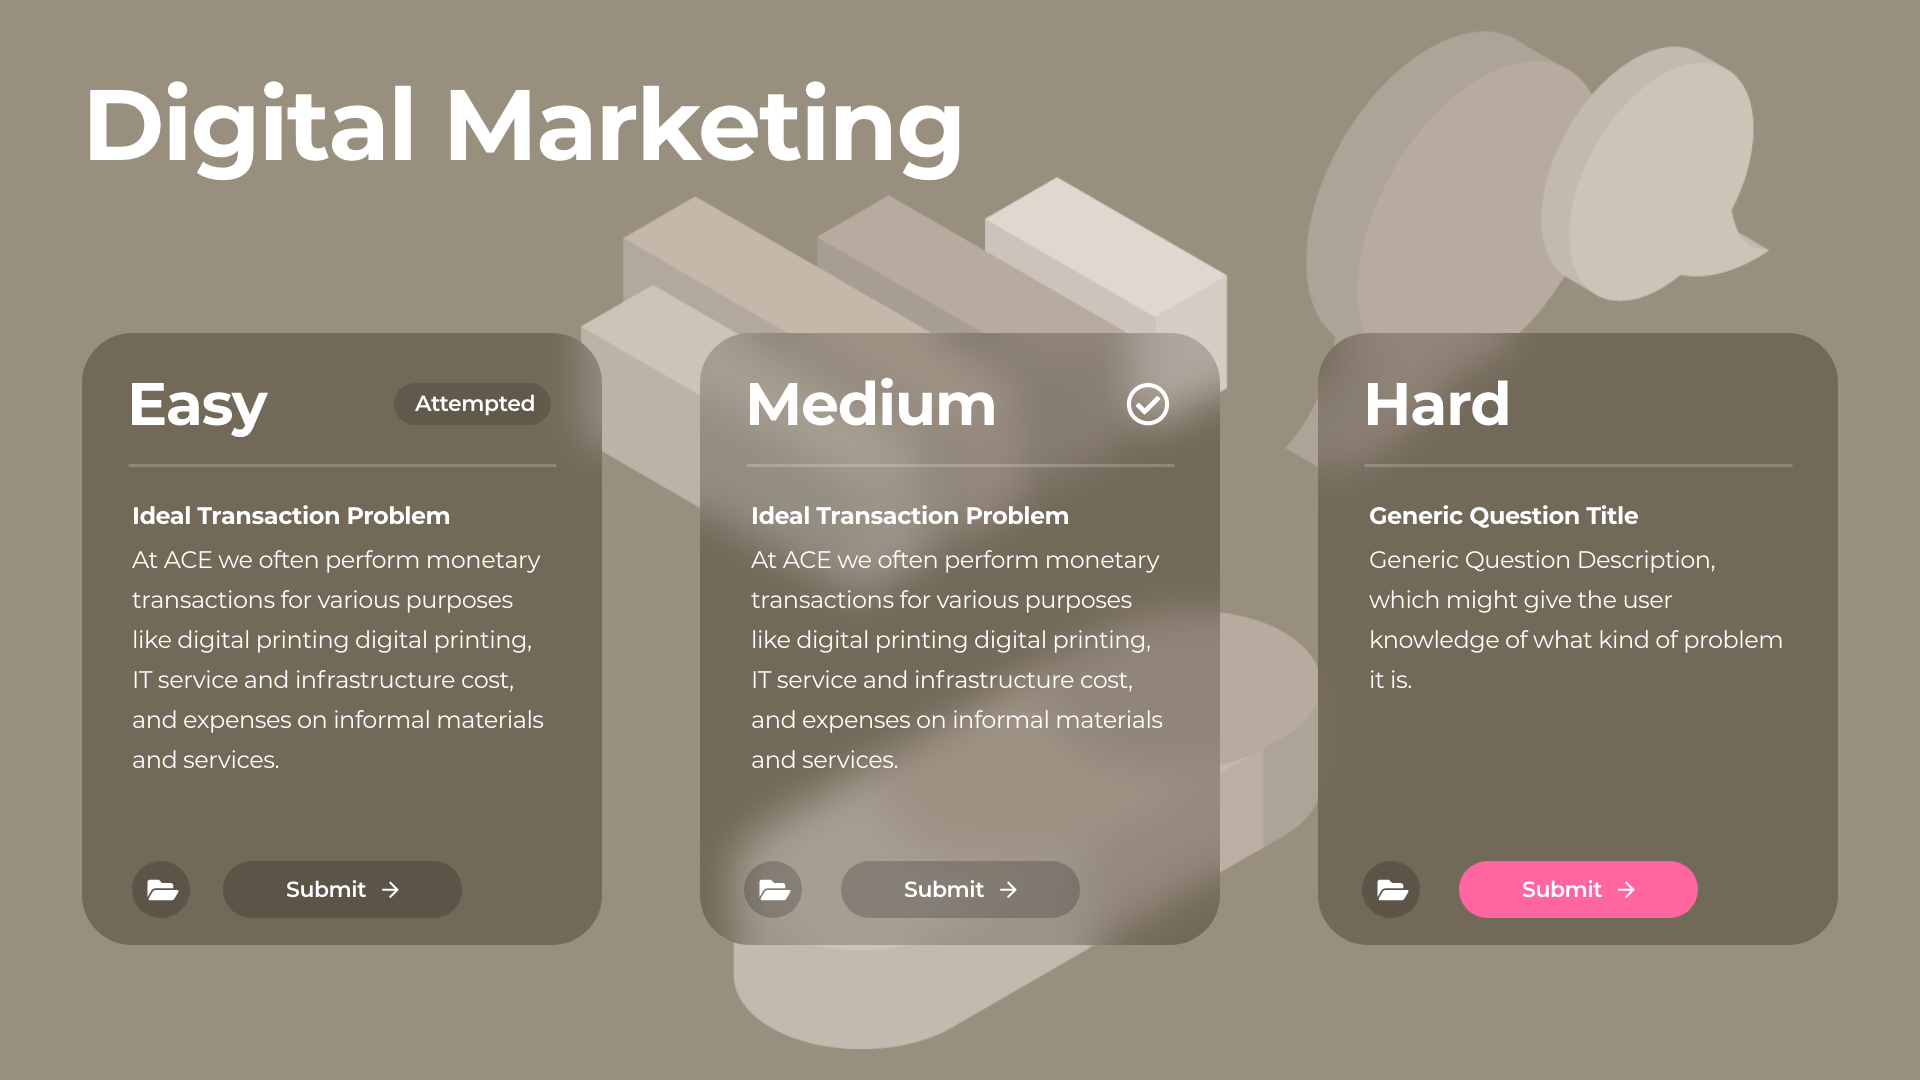 Digital Marketing
Easy
Attempted
Ideal Transaction Problem
At ACE we often perform monetary
transactions for various purposes
like digital printing digital printing,
IT service and infrastructure cost,
and expenses on informal materials
and services.
Submit
Medium
Ideal Transaction Problem
At ACE we often perform monetary
transactions for various purposes
like digital printing digital printing,
IT service and infrastructure cost,
and expenses on informal materials
and services.
Submit
Hard
Generic Question Title
Generic Question Description,
which might give the user
knowledge of what kind of problem
it is.
Submit